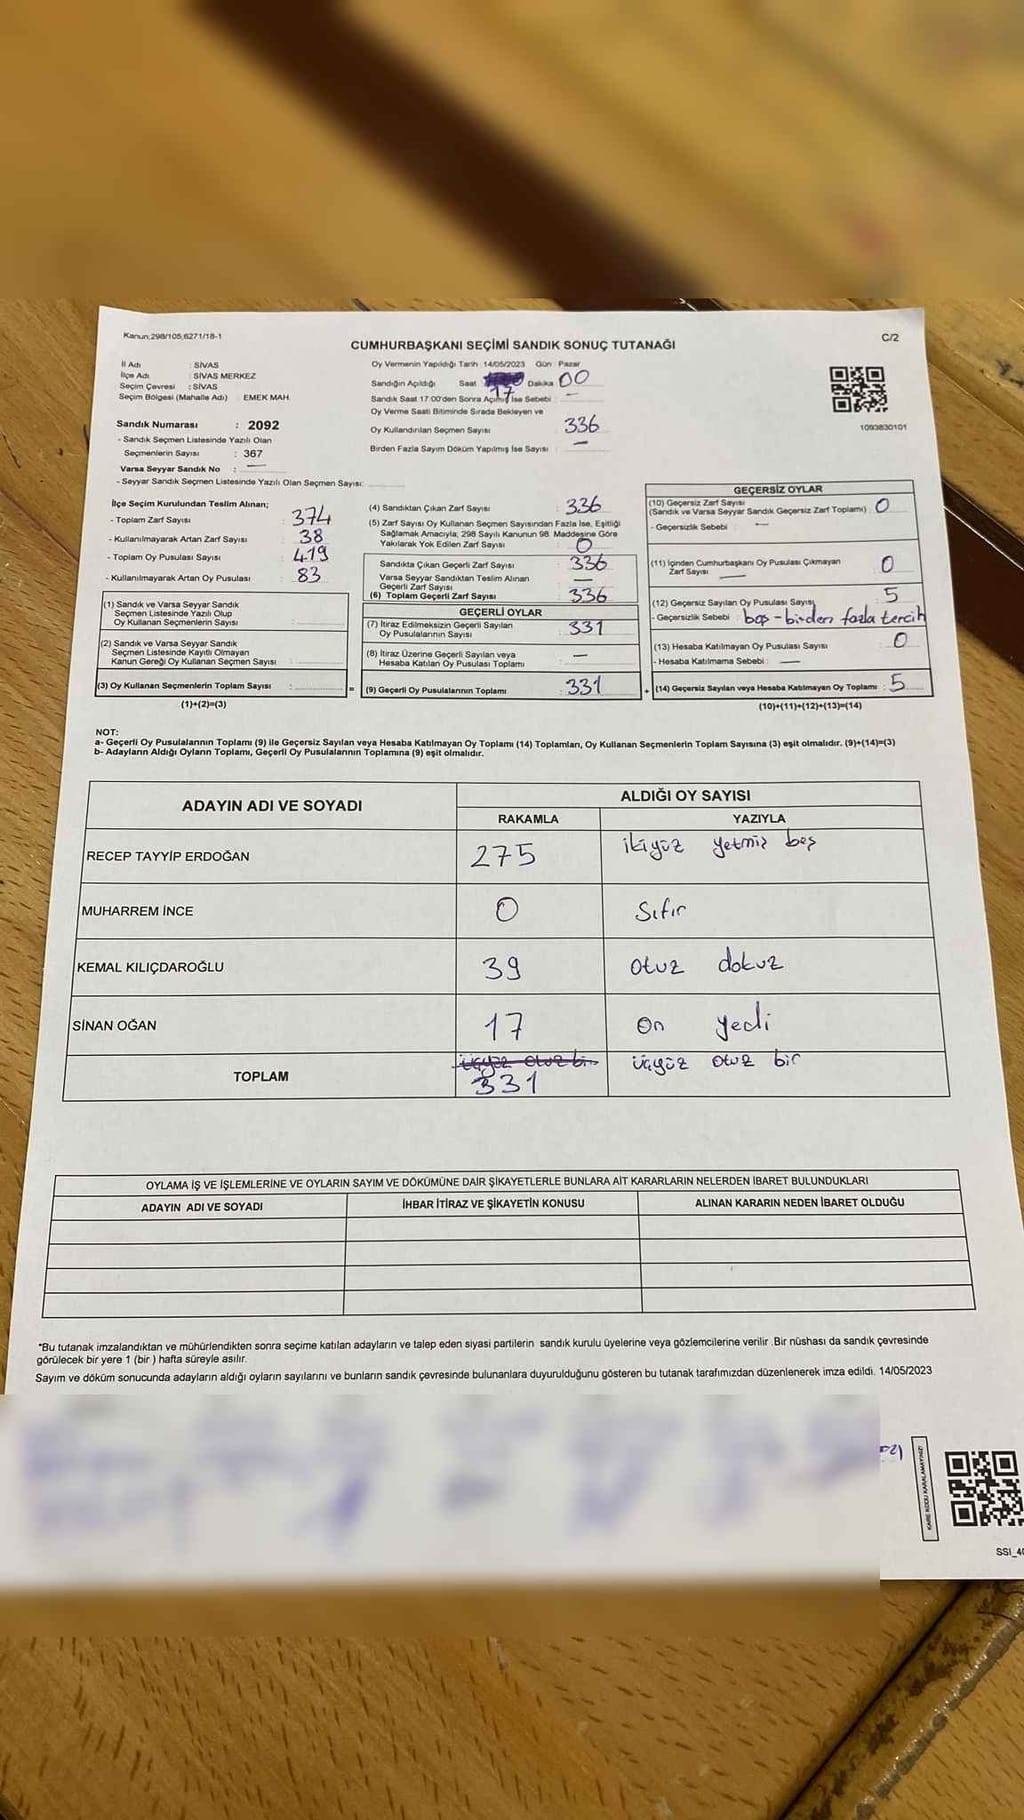 Kanun;298/105,6271/18-1
C/2
CUMHURBAŞKANI SEÇİMİ SANDIK SONUÇ TUTANAĞI
İl Adı : SİVAS
İlçe Adı : SİVAS MERKEZ
Seçim Çevresi : SİVAS
Seçim Bölgesi (Mahalle Adı) : EMEK MAH.
Sandık Numarası : 2092
- Sandık Seçmen Listesinde Yazılı Olan
Seçmenlerin Sayısı : 367
Varsa Seyyar Sandık No : —
- Seyyar Sandık Seçmen Listesinde Yazılı Olan Seçmen Sayısı:
Oy Vermenin Yapıldığı Tarih 14/05/2023 Gün : Pazar
Sandığın Açıldığı Saat 17 Dakika 00
Sandık Saat 17:00'den Sonra Açılmış İse Sebebi : —
Oy Verme Saati Bitiminde Sırada Bekleyen ve
Oy Kullandırılan Seçmen Sayısı 336
Birden Fazla Sayım Döküm Yapılmış İse Sayısı : —
1093830101
İlçe Seçim Kurulundan Teslim Alınan;
- Toplam Zarf Sayısı : 374
- Kullanılmayarak Artan Zarf Sayısı : 38
- Toplam Oy Pusulası Sayısı : 419
- Kullanılmayarak Artan Oy Pusulası : 83
(1) Sandık ve Varsa Seyyar Sandık
Seçmen Listesinde Yazılı Olup
Oy Kullanan Seçmenlerin Sayısı :
(2) Sandık ve Varsa Seyyar Sandık
Seçmen Listesinde Kayıtlı Olmayan
Kanun Gereği Oy Kullanan Seçmen Sayısı :
(3) Oy Kullanan Seçmenlerin Toplam Sayısı :
(1)+(2)=(3)
(4) Sandıktan Çıkan Zarf Sayısı : 336
(5) Zarf Sayısı Oy Kullanan Seçmen Sayısından Fazla İse, Eşitliği
Sağlamak Amacıyla; 298 Sayılı Kanunun 98. Maddesine Göre
Yakılarak Yok Edilen Zarf Sayısı : 0
Sandıkta Çıkan Geçerli Zarf Sayısı : 336
Varsa Seyyar Sandıktan Teslim Alınan
Geçerli Zarf Sayısı : —
(6) Toplam Geçerli Zarf Sayısı : 336
GEÇERLİ OYLAR
(7) İtiraz Edilmeksizin Geçerli Sayılan
Oy Pusulalarının Sayısı : 331
(8) İtiraz Üzerine Geçerli Sayılan veya
Hesaba Katılan Oy Pusulası Toplamı : —
= (9) Geçerli Oy Pusulalarının Toplamı : 331
GEÇERSİZ OYLAR
(10) Geçersiz Zarf Sayısı
(Sandık ve Varsa Seyyar Sandık Geçersiz Zarf Toplamı) : 0
- Geçersizlik Sebebi : —
(11) İçinden Cumhurbaşkanı Oy Pusulası Çıkmayan
Zarf Sayısı : — 0
(12) Geçersiz Sayılan Oy Pusulası Sayısı : 5
- Geçersizlik Sebebi : boş - birden fazla tercih
(13) Hesaba Katılmayan Oy Pusulası Sayısı : 0
- Hesaba Katılmama Sebebi : —
+ (14) Geçersiz Sayılan veya Hesaba Katılmayan Oy Toplamı : 5
(10)+(11)+(12)+(13)=(14)
NOT:
a- Geçerli Oy Pusulalarının Toplamı (9) ile Geçersiz Sayılan veya Hesaba Katılmayan Oy Toplamı (14) Toplamları, Oy Kullanan Seçmenlerin Toplam Sayısına (3) eşit olmalıdır. (9)+(14)=(3)
b- Adayların Aldığı Oyların Toplamı, Geçerli Oy Pusulalarının Toplamına (9) eşit olmalıdır.
ADAYIN ADI VE SOYADI
ALDIĞI OY SAYISI
RAKAMLA YAZIYLA
RECEP TAYYİP ERDOĞAN 275 ikiyüz yetmiş beş
MUHARREM İNCE 0 Sıfır
KEMAL KILIÇDAROĞLU 39 otuz dokuz
SİNAN OĞAN 17 on yedi
TOPLAM üçyüz otuz bir 331 üçyüz otuz bir
OYLAMA İŞ VE İŞLEMLERİNE VE OYLARIN SAYIM VE DÖKÜMÜNE DAİR ŞİKAYETLERLE BUNLARA AİT KARARLARIN NELERDEN İBARET BULUNDUKLARI
ADAYIN ADI VE SOYADI İHBAR İTİRAZ VE ŞİKAYETİN KONUSU ALINAN KARARIN NEDEN İBARET OLDUĞU
*Bu tutanak imzalandıktan ve mühürlendikten sonra seçime katılan adayların ve talep eden siyasi partilerin sandık kurulu üyelerine veya gözlemcilerine verilir .Bir nüshası da sandık çevresinde
görülecek bir yere 1 (bir ) hafta süreyle asılır.
Sayım ve döküm sonucunda adayların aldığı oyların sayılarını ve bunların sandık çevresinde bulunanlara duyurulduğunu gösteren bu tutanak tarafımızdan düzenlenerek imza edildi. 14/05/2023
KARE KODU KARALAMAYINIZ!